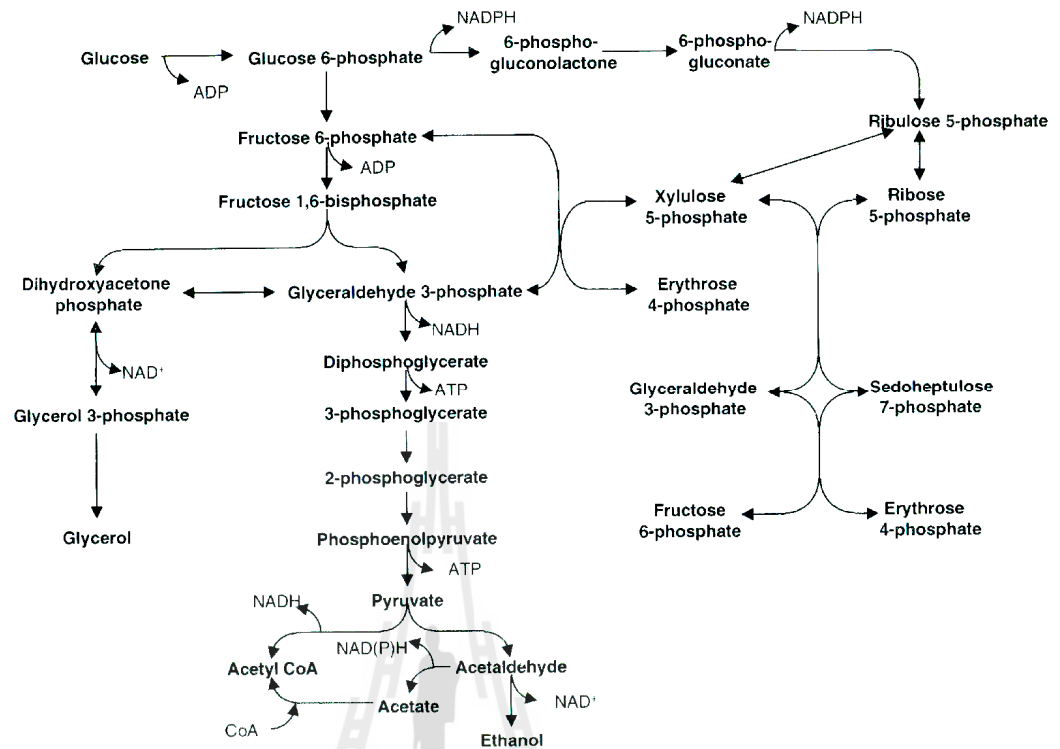 NADPH
NADPH
Glucose
Glucose 6-phosphate
6-phospho-
gluconolactone
6-phospho-
gluconate
ADP
Ribulose 5-phosphate
Fructose 6-phosphate
ADP
Fructose 1,6-bisphosphate
Xylulose
5-phosphate
Ribose
5-phosphate
Dihydroxyacetone
phosphate
Glyceraldehyde 3-phosphate
Erythrose
4-phosphate
NADH
NAD⁺
Diphosphoglycerate
ATP
Glycerol 3-phosphate
3-phosphoglycerate
Glyceraldehyde
3-phosphate
Sedoheptulose
7-phosphate
2-phosphoglycerate
Glycerol
Phosphoenolpyruvate
Fructose
6-phosphate
Erythrose
4-phosphate
ATP
Pyruvate
NADH
NAD(P)H
Acetyl CoA
Acetaldehyde
Acetate
NAD⁺
CoA
Ethanol